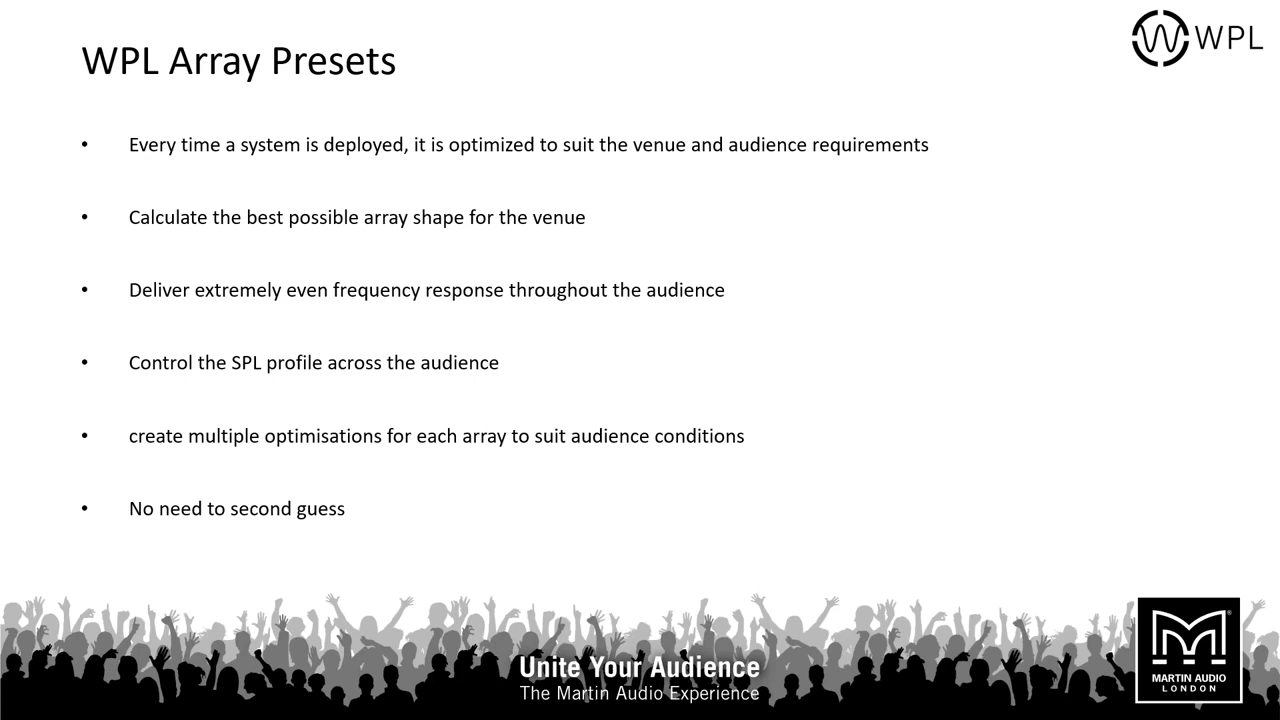 WPL Array Presets
WPL
• Every time a system is deployed, it is optimized to suit the venue and audience requirements
• Calculate the best possible array shape for the venue
• Deliver extremely even frequency response throughout the audience
• Control the SPL profile across the audience
• create multiple optimisations for each array to suit audience conditions
• No need to second guess
Unite Your Audience
The Martin Audio Experience
®
MARTIN AUDIO
LONDON